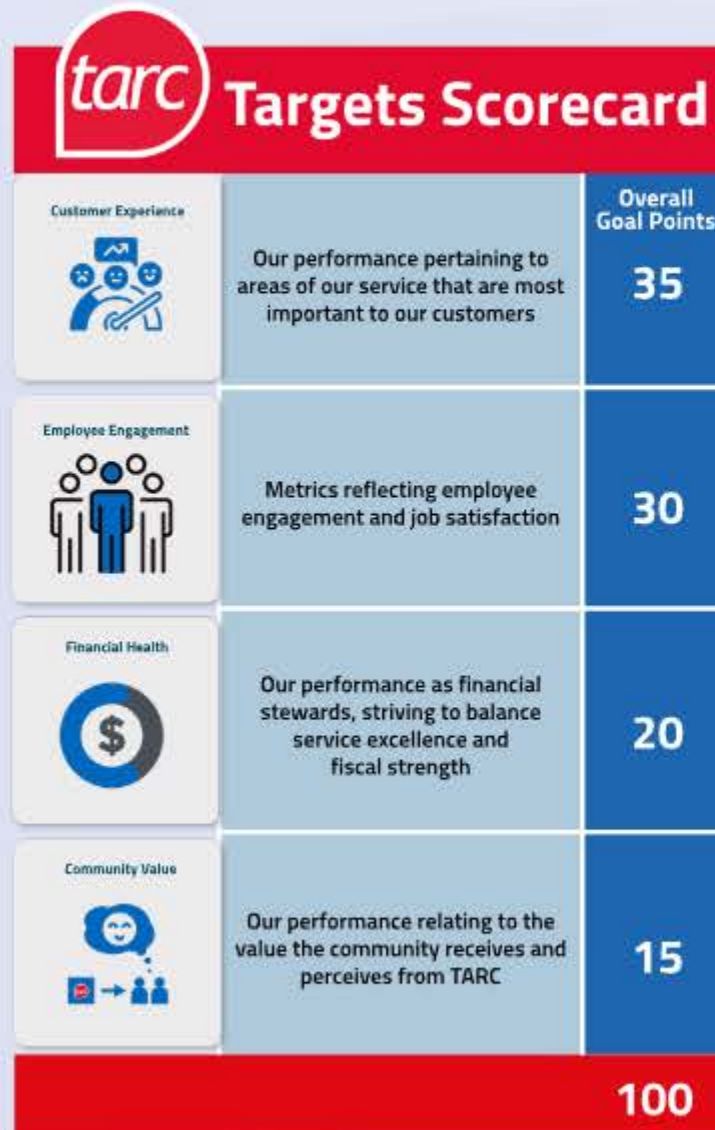 tarc Targets Scorecard
Overall
Goal Points
Customer Experience
Our performance pertaining to
areas of our service that are most
important to our customers
35
Employee Engagement
Metrics reflecting employee
engagement and job satisfaction
30
Financial Health
$
Our performance as financial
stewards, striving to balance
service excellence and
fiscal strength
20
Community Value
Our performance relating to the
value the community receives and
perceives from TARC
15
100